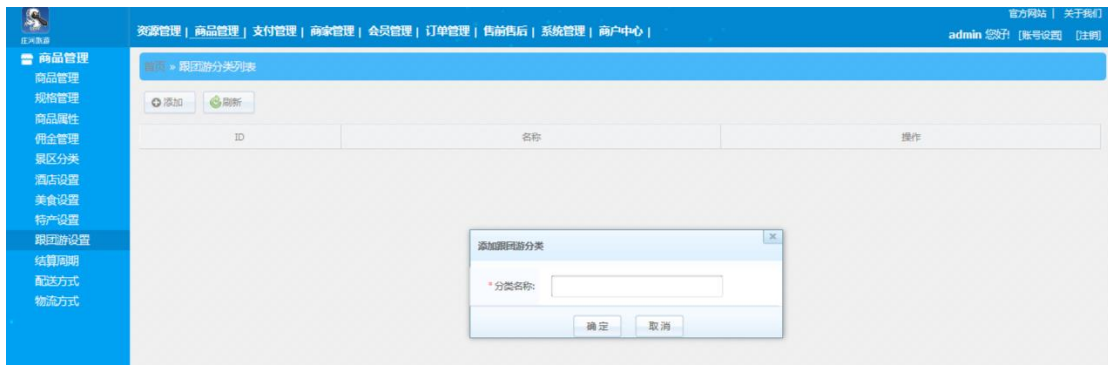 官方网站 | 关于我们
资源管理 | 商品管理 | 支付管理 | 商家管理 | 会员管理 | 订单管理 | 售前售后 | 系统管理 | 商户中心 |
admin 您好! [账号设置] [注销]
庄河旅游
商品管理
商品管理
规格管理
商品属性
佣金管理
景区分类
酒店设置
美食设置
特产设置
跟团游设置
结算周期
配送方式
物流方式
首页 » 跟团游分类列表
添加 刷新
ID 名称 操作
添加跟团游分类
*分类名称:
确定 取消